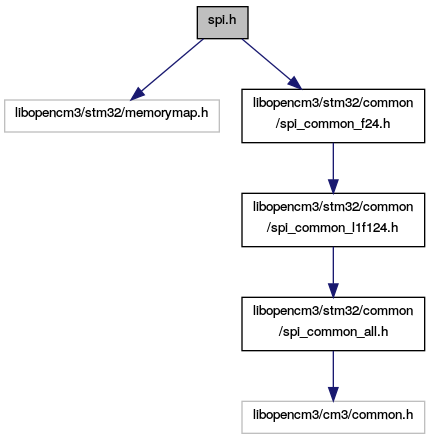 spi.h
libopencm3/stm32/memorymap.h
libopencm3/stm32/common
/spi_common_f24.h
libopencm3/stm32/common
/spi_common_l1f124.h
libopencm3/stm32/common
/spi_common_all.h
libopencm3/cm3/common.h